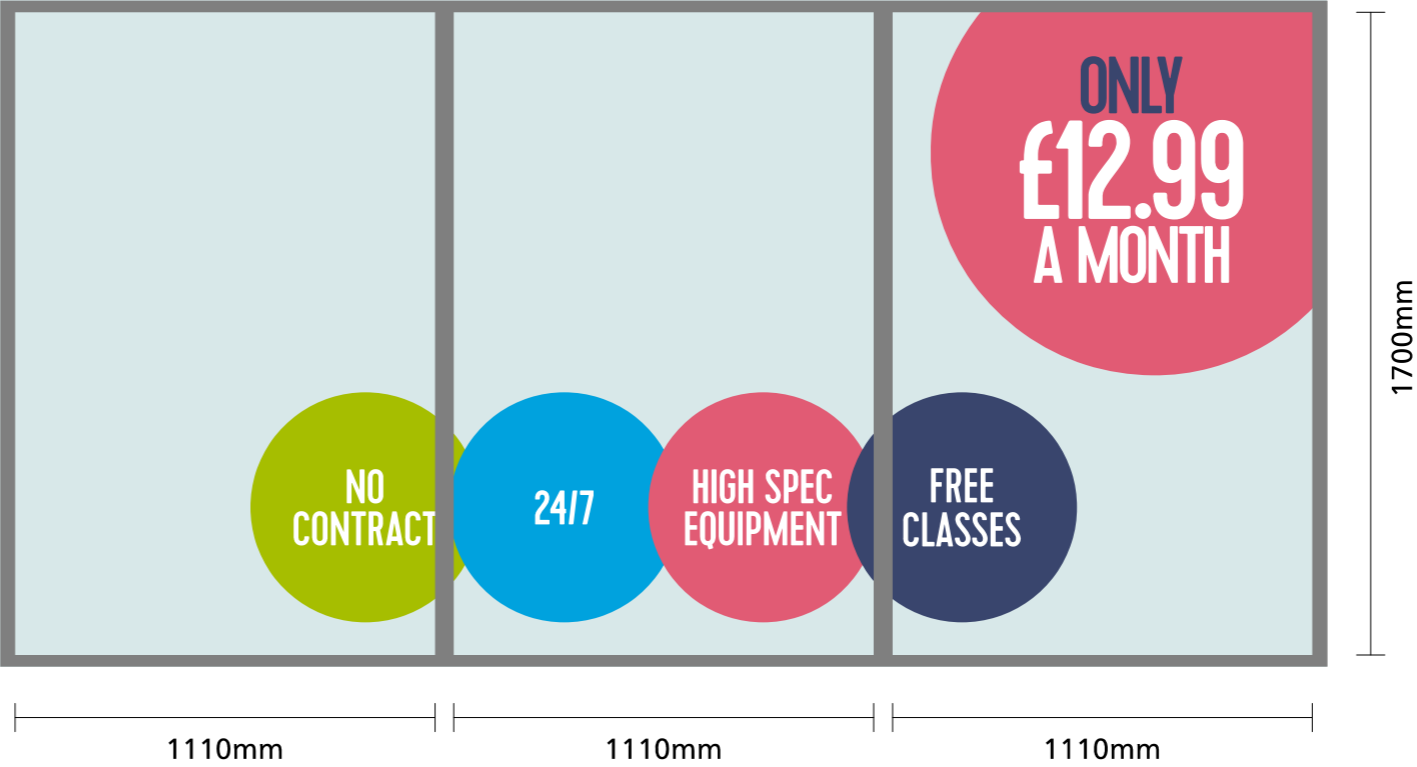 ONLY
£12.99
A MONTH
NO
CONTRACT
24/7
HIGH SPEC
EQUIPMENT
FREE
CLASSES
1700mm
1110mm
1110mm
1110mm